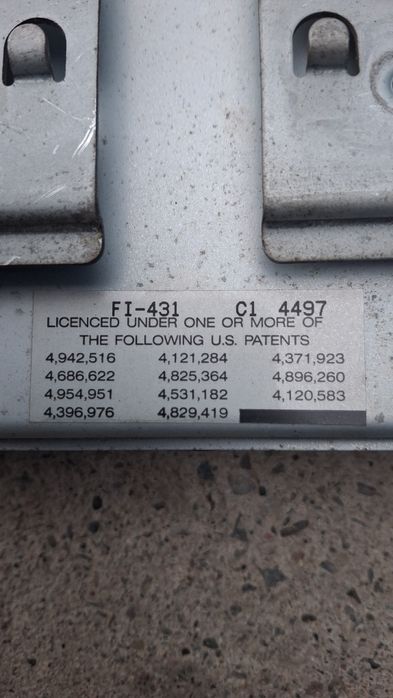 FI-431 C1 4497
LICENCED UNDER ONE OR MORE OF
THE FOLLOWING U.S. PATENTS
4,942,516 4,121,284 4,371,923
4,686,622 4,825,364 4,896,260
4,954,951 4,531,182 4,120,583
4,396,976 4,829,419